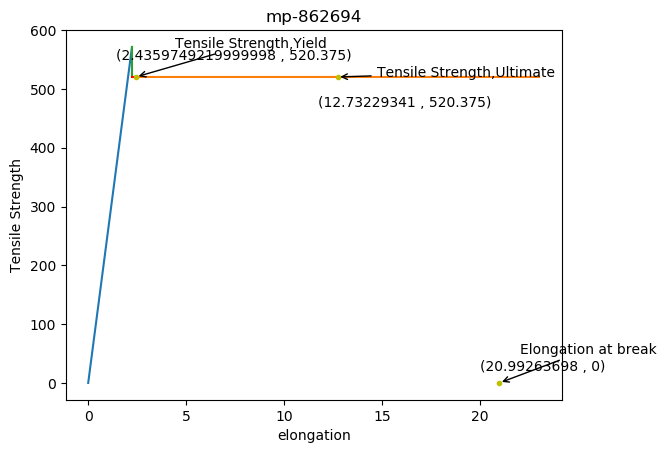 mp-862694
600
500
400
300
200
100
0
Tensile Strength
Tensile Strength,Yield
(2.4359749219999998 , 520.375)
Tensile Strength,Ultimate
(12.73229341 , 520.375)
Elongation at break
(20.99263698 , 0)
0 5 10 15 20
elongation